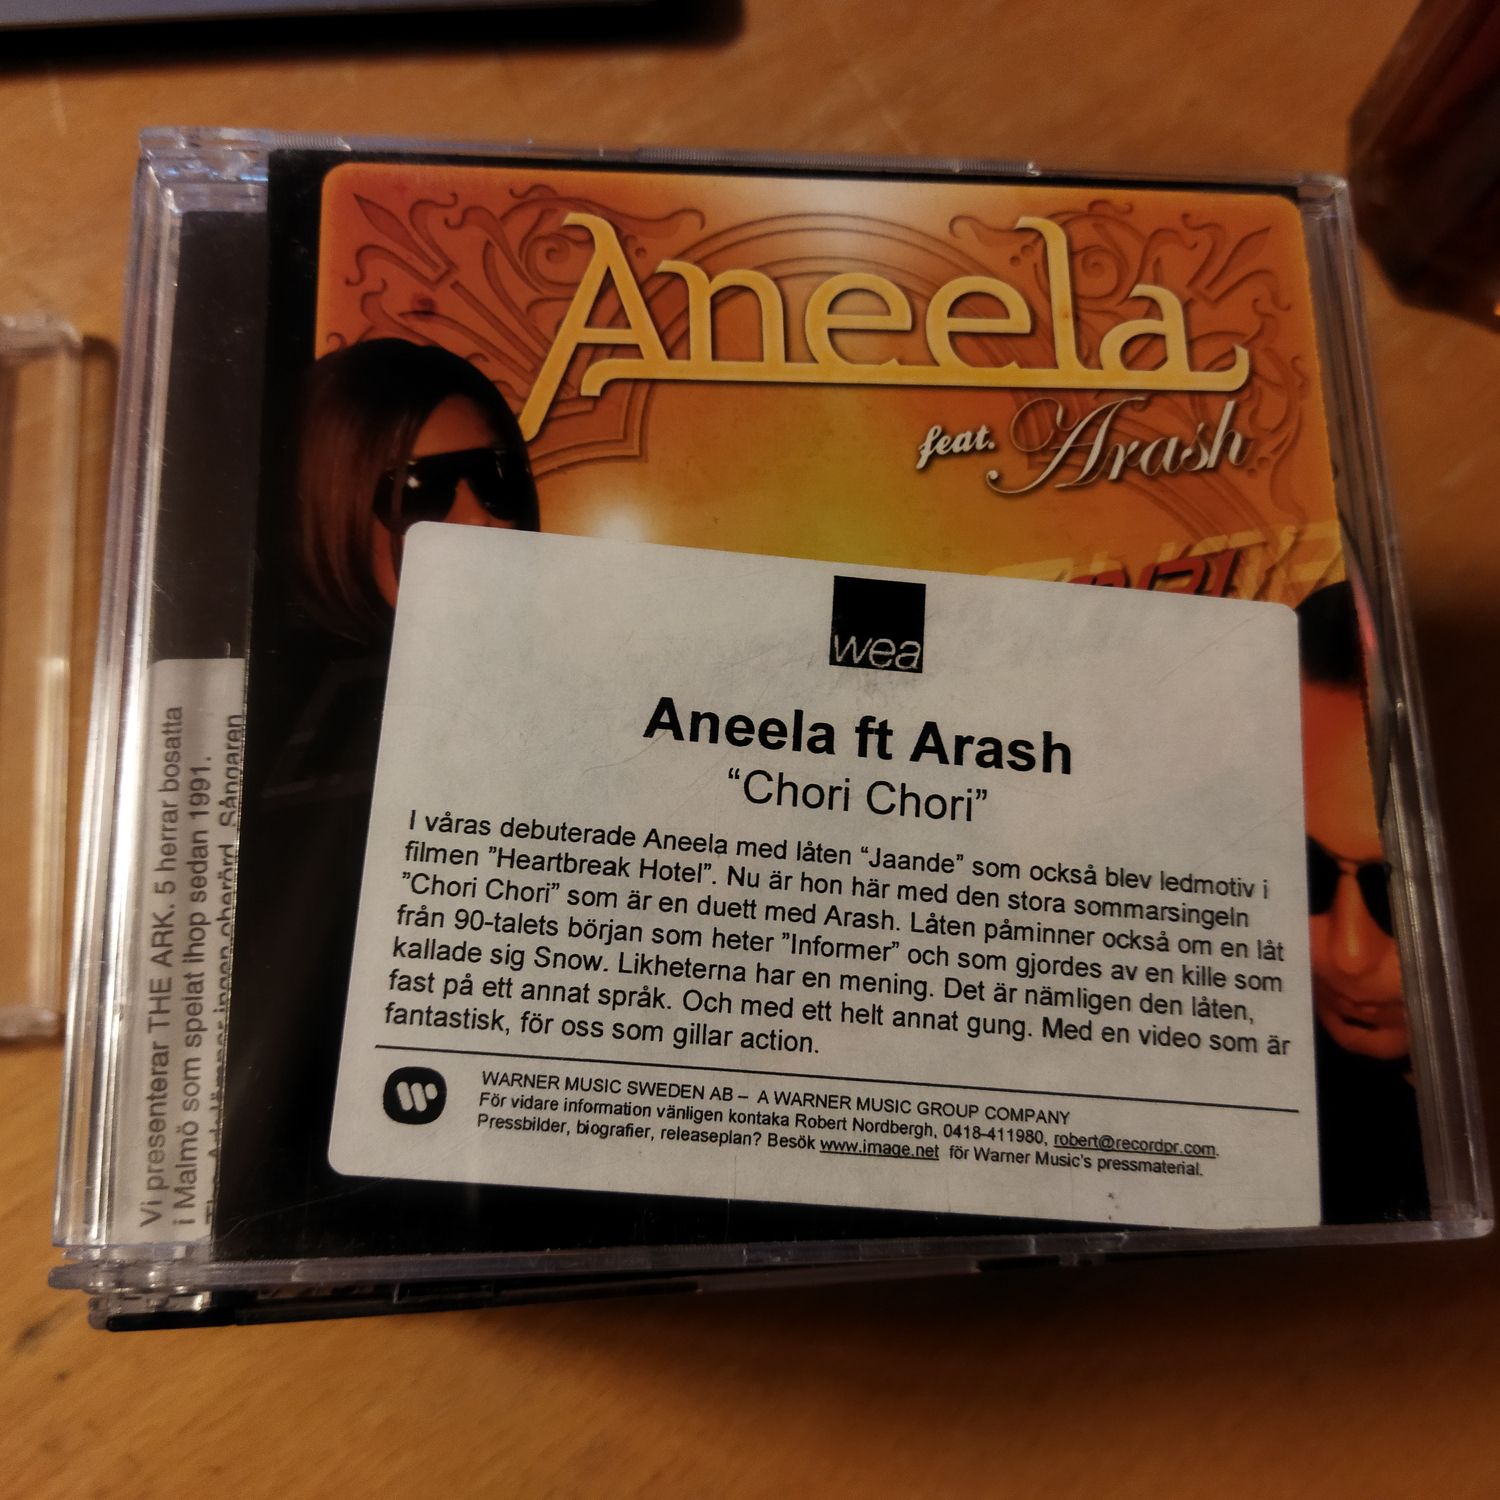 Aneela
feat. Arash
wea
Aneela ft Arash
“Chori Chori”
I våras debuterade Aneela med låten “Jaande” som också blev ledmotiv i
filmen ”Heartbreak Hotel”. Nu är hon här med den stora sommarsingeln
”Chori Chori” som är en duett med Arash. Låten påminner också om en låt
från 90-talets början som heter ”Informer” och som gjordes av en kille som
kallade sig Snow. Likheterna har en mening. Det är nämligen den låten,
fast på ett annat språk. Och med ett helt annat gung. Med en video som är
fantastisk, för oss som gillar action.
WARNER MUSIC SWEDEN AB – A WARNER MUSIC GROUP COMPANY
För vidare information vänligen kontaka Robert Nordbergh, 0418-411980, robert@recordpr.com.
Pressbilder, biografier, releaseplan? Besök www.image.net för Warner Music's pressmaterial.
Vi presenterar THE ARK. 5 herrar bosatta
i Malmö som spelat ihop sedan 1991.
Sångaren